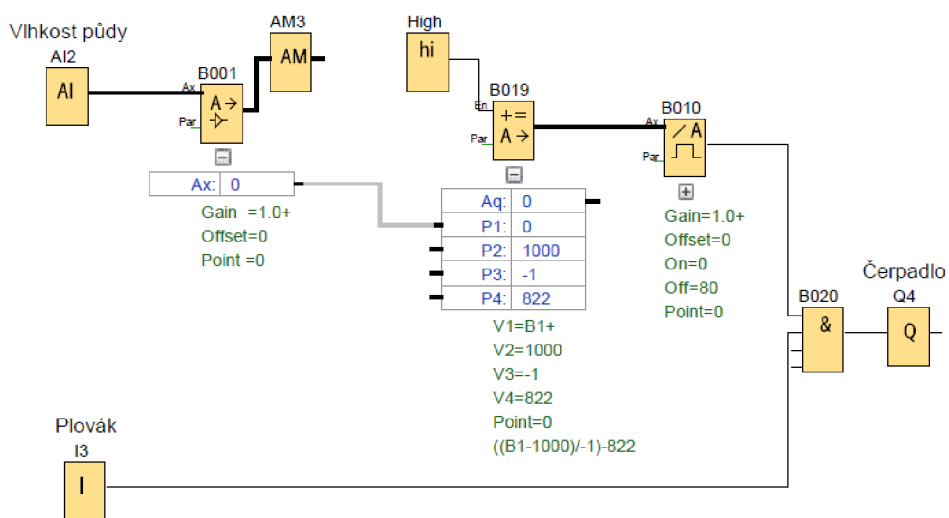 Vlhkost půdy
AI2
AI
Ax
Par
B001
A→
AM3
AM
High
hi
En
Par
B019
+=
A→
Ax
Par
B010
/A
Ax: 0
Gain =1.0+
Offset=0
Point =0
Aq: 0
P1: 0
P2: 1000
P3: -1
P4: 822
V1=B1+
V2=1000
V3=-1
V4=822
Point=0
((B1-1000)/-1)-822
Gain=1.0+
Offset=0
On=0
Off=80
Point=0
B020
&
Čerpadlo
Q4
Q
Plovák
I3
I